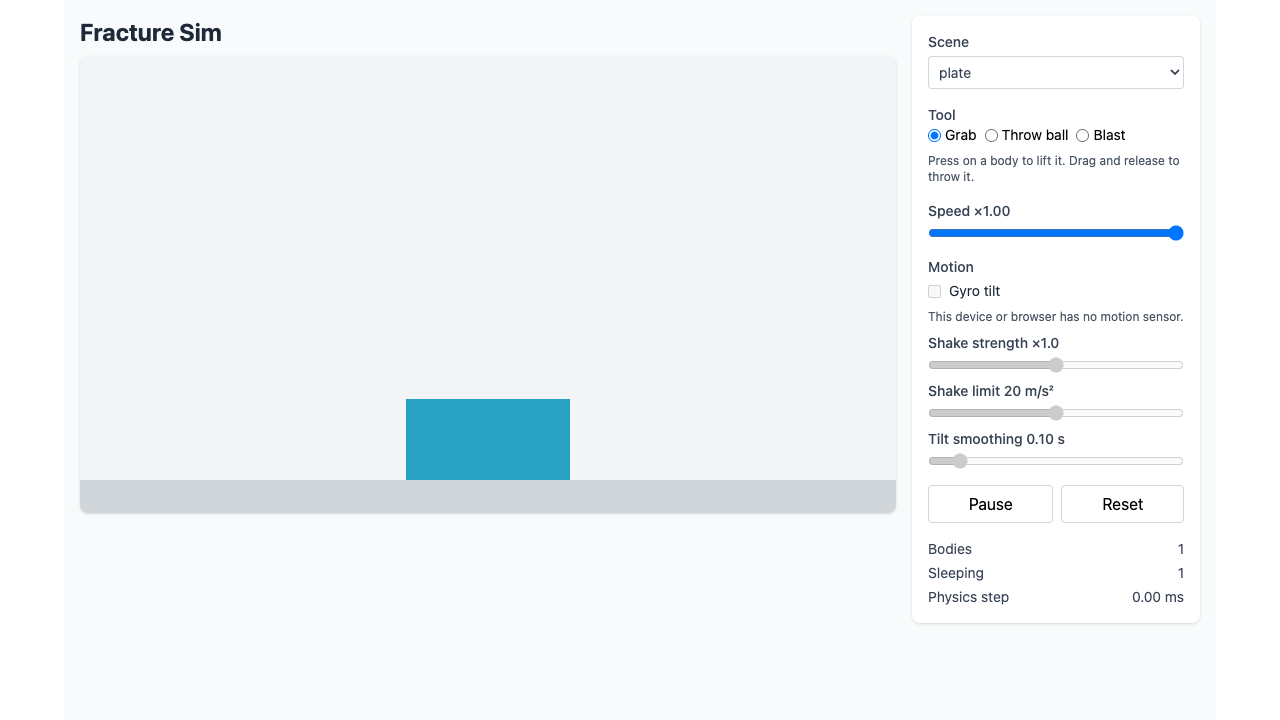 Fracture Sim
Scene
plate
Tool
Grab Throw ball Blast
Press on a body to lift it. Drag and release to
throw it.
Speed ×1.00
Motion
Gyro tilt
This device or browser has no motion sensor.
Shake strength ×1.0
Shake limit 20 m/s²
Tilt smoothing 0.10 s
Pause Reset
Bodies 1
Sleeping 1
Physics step 0.00 ms